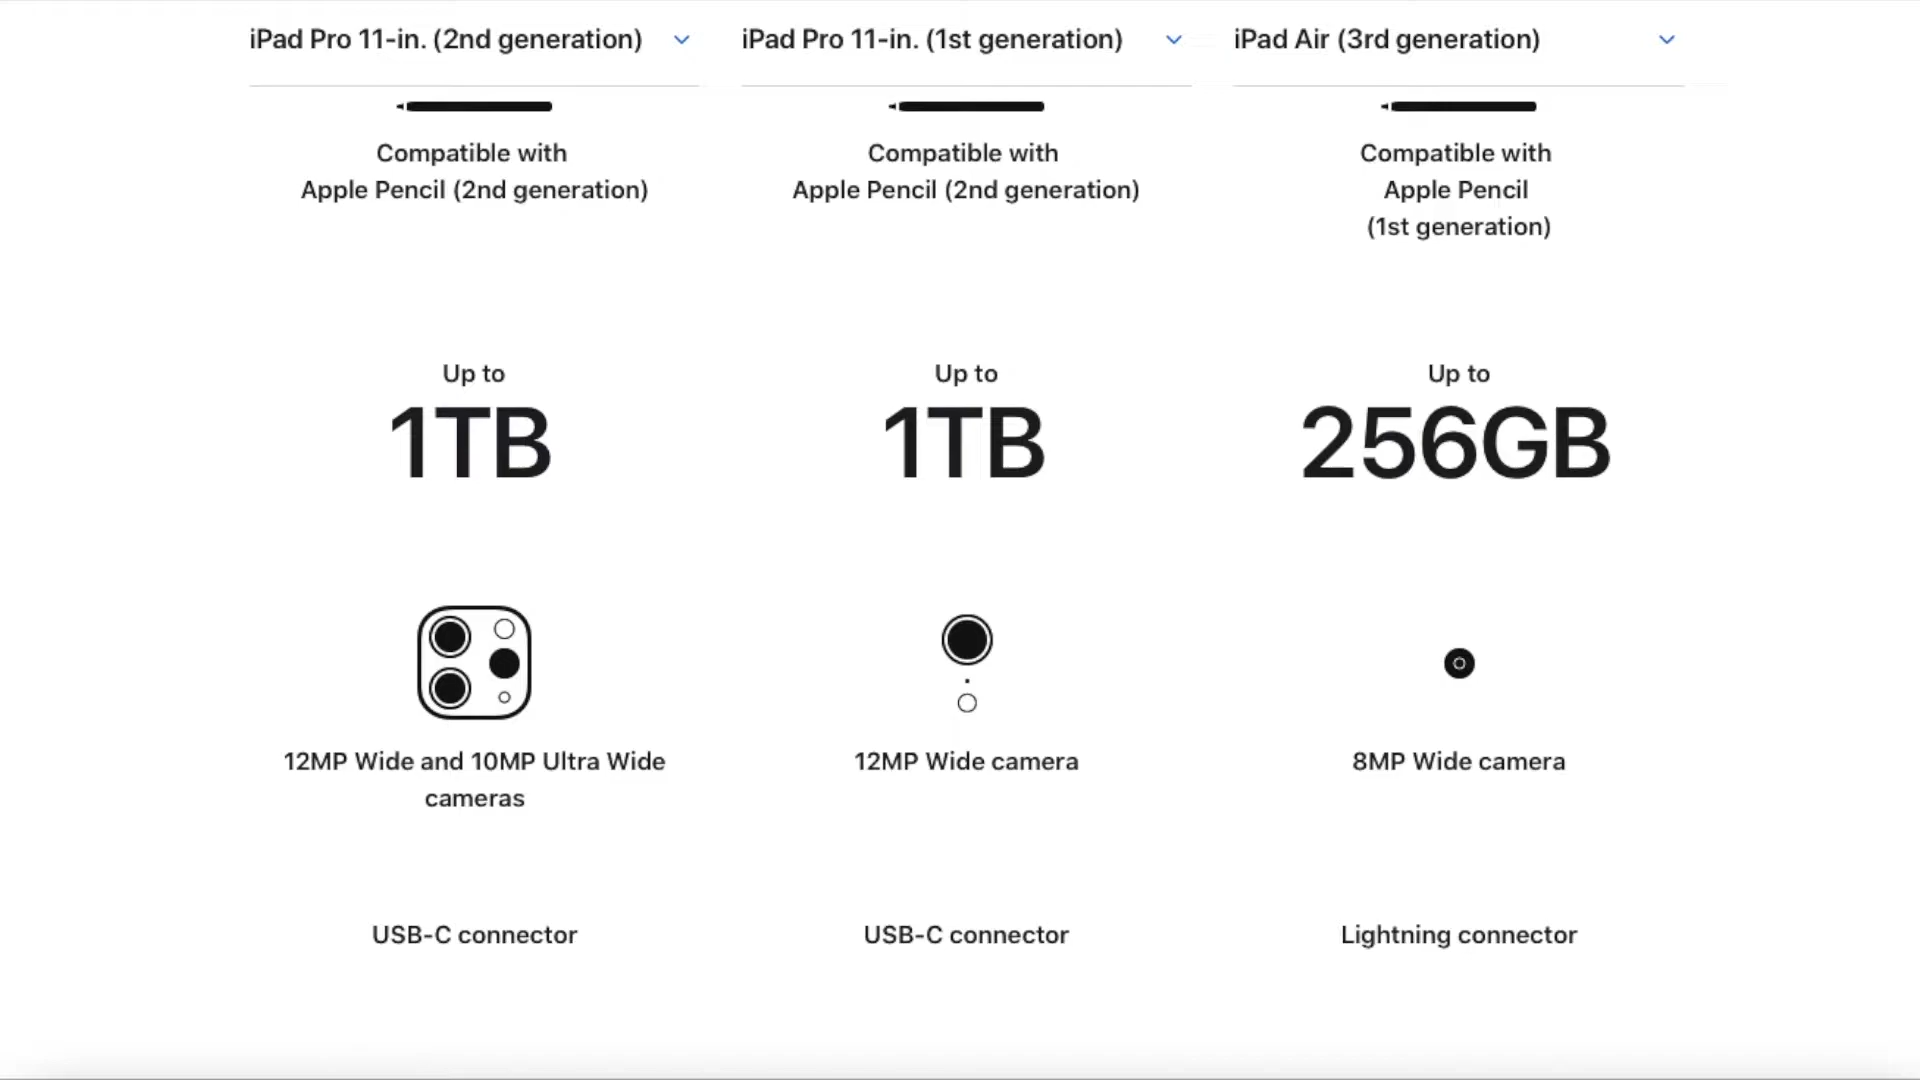 iPad Pro 11-in. (2nd generation)
iPad Pro 11-in. (1st generation)
iPad Air (3rd generation)
Compatible with
Apple Pencil (2nd generation)
Compatible with
Apple Pencil (2nd generation)
Compatible with
Apple Pencil
(1st generation)
Up to
1TB
Up to
1TB
Up to
256GB
12MP Wide and 10MP Ultra Wide
cameras
12MP Wide camera
8MP Wide camera
USB-C connector
USB-C connector
Lightning connector